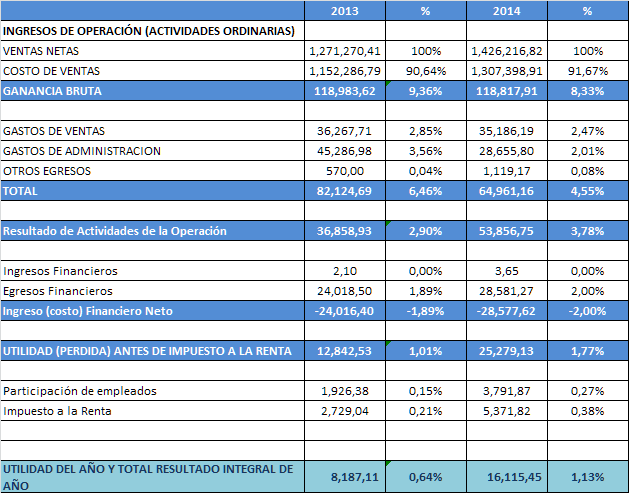 2013 % 2014 %
INGRESOS DE OPERACIÓN (ACTIVIDADES ORDINARIAS)
VENTAS NETAS 1,271,270,41 100% 1,426,216,82 100%
COSTO DE VENTAS 1,152,286,79 90,64% 1,307,398,91 91,67%
GANANCIA BRUTA 118,983,62 9,36% 118,817,91 8,33%
GASTOS DE VENTAS 36,267,71 2,85% 35,186,19 2,47%
GASTOS DE ADMINISTRACION 45,286,98 3,56% 28,655,80 2,01%
OTROS EGRESOS 570,00 0,04% 1,119,17 0,08%
TOTAL 82,124,69 6,46% 64,961,16 4,55%
Resultado de Actividades de la Operación 36,858,93 2,90% 53,856,75 3,78%
Ingresos Financieros 2,10 0,00% 3,65 0,00%
Egresos Financieros 24,018,50 1,89% 28,581,27 2,00%
Ingreso (costo) Financiero Neto -24,016,40 -1,89% -28,577,62 -2,00%
UTILIDAD (PERDIDA) ANTES DE IMPUESTO A LA RENTA 12,842,53 1,01% 25,279,13 1,77%
Participación de empleados 1,926,38 0,15% 3,791,87 0,27%
Impuesto a la Renta 2,729,04 0,21% 5,371,82 0,38%
UTILIDAD DEL AÑO Y TOTAL RESULTADO INTEGRAL DE
AÑO 8,187,11 0,64% 16,115,45 1,13%